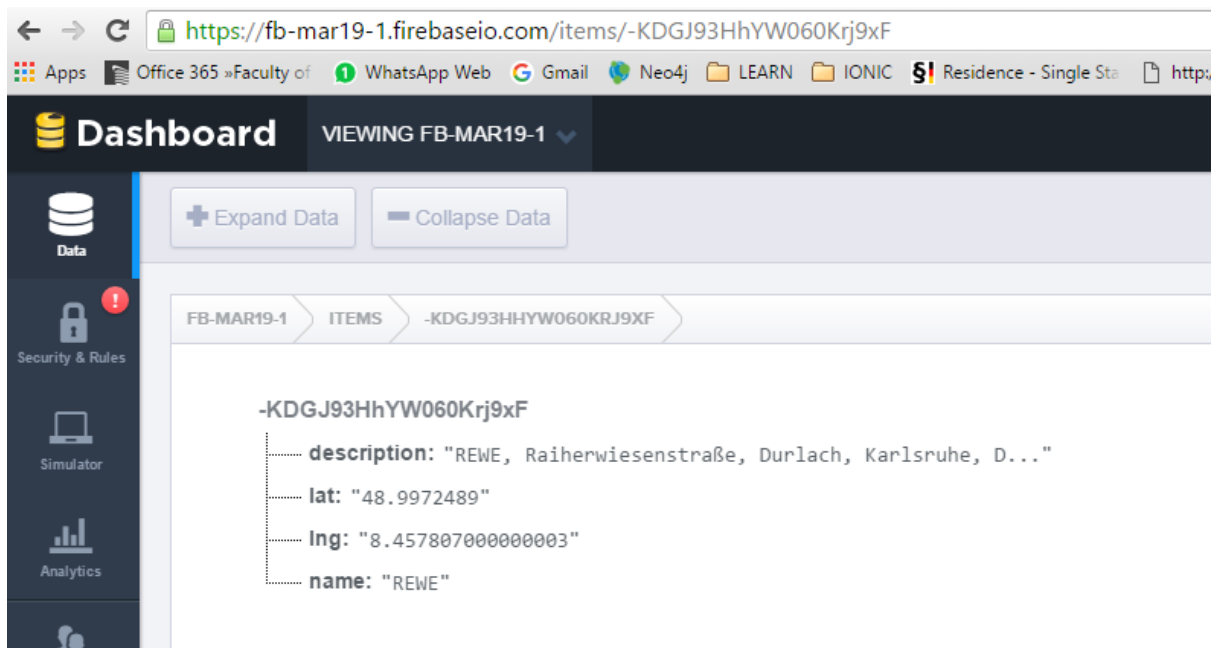 https://fb-mar19-1.firebaseio.com/items/-KDGJ93HhYW060Krj9xF
Apps Office 365 »Faculty of WhatsApp Web Gmail Neo4j LEARN IONIC Residence - Single Sta http:/
Dashboard VIEWING FB-MAR19-1
Expand Data Collapse Data
Data
FB-MAR19-1 ITEMS -KDGJ93HHYW060KRJ9XF
Security & Rules
-KDGJ93HhYW060Krj9xF
description: "REWE, Raiherwiesenstraße, Durlach, Karlsruhe, D..."
Simulator
lat: "48.9972489"
lng: "8.457807000000003"
Analytics
name: "REWE"